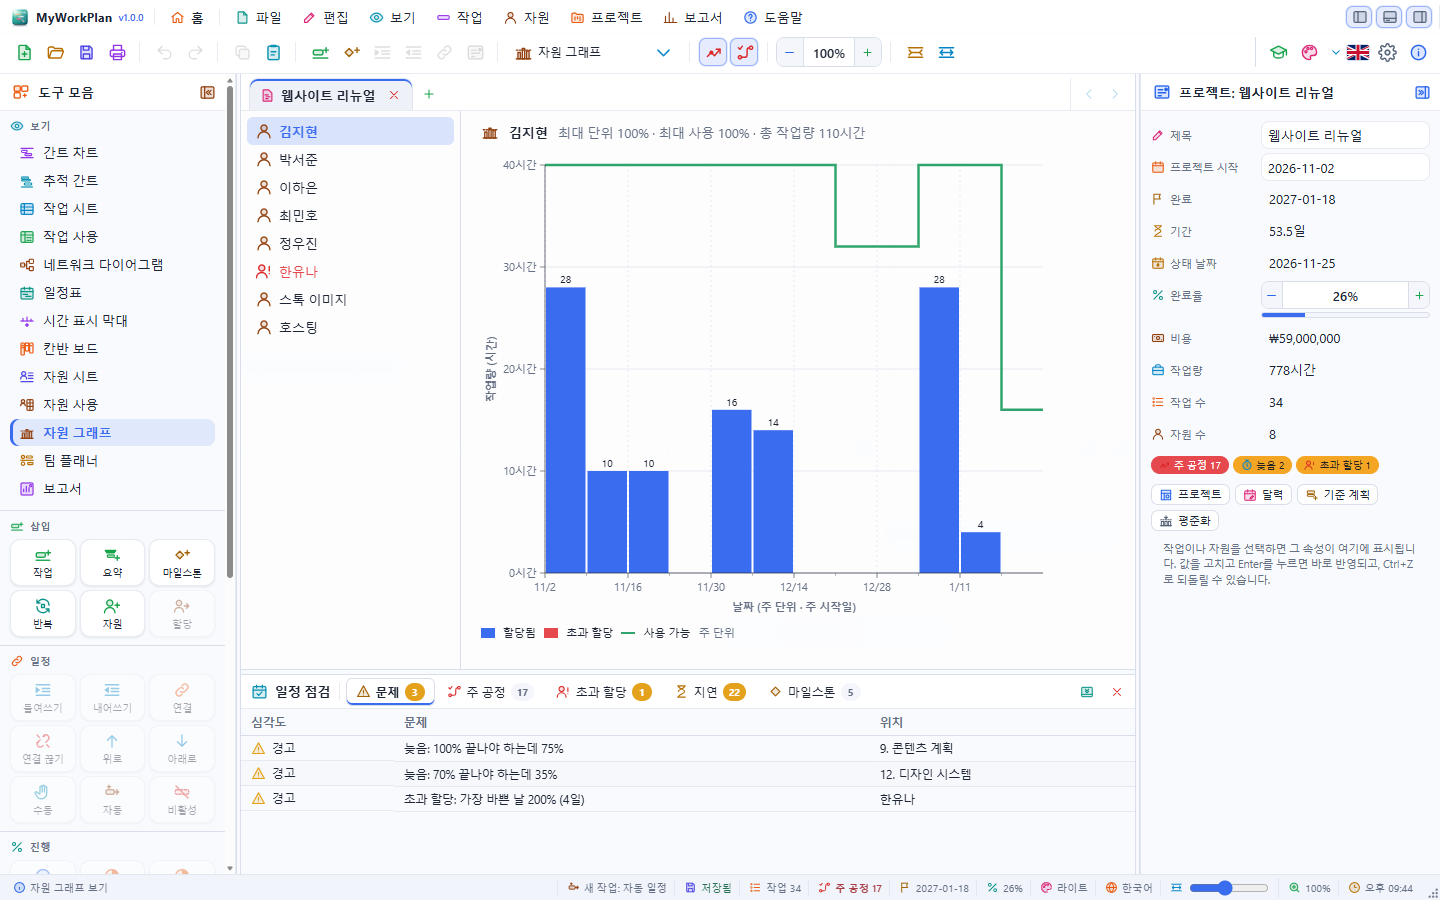 MyWorkPlan v1.0.0 홈 파일 편집 보기 작업 자원 프로젝트 보고서 도움말
자원 그래프 100%
도구 모음
보기
간트 차트
추적 간트
작업 시트
작업 사용
네트워크 다이어그램
일정표
시간 표시 막대
칸반 보드
자원 시트
자원 사용
자원 그래프
팀 플래너
보고서
삽입
작업 요약 마일스톤
반복 자원 할당
일정
들여쓰기 내어쓰기 연결
연결 끊기 위로 아래로
수동 자동 비활성
진행
웹사이트 리뉴얼
김지현
박서준
이하은
최민호
정우진
한유나
스톡 이미지
호스팅
김지현 최대 단위 100% · 최대 사용 100% · 총 작업량 110시간
40시간
30시간
20시간
10시간
0시간
작업량 (시간)
28 10 10 16 14 28 4
11/2 11/16 11/30 12/14 12/28 1/11
날짜 (주 단위 · 주 시작일)
할당됨 초과 할당 사용 가능 주 단위
일정 점검 문제 3 주 공정 17 초과 할당 1 지연 22 마일스톤 5
심각도 문제 위치
경고 늦음: 100% 끝나야 하는데 75% 9. 콘텐츠 계획
경고 늦음: 70% 끝나야 하는데 35% 12. 디자인 시스템
경고 초과 할당: 가장 바쁜 날 200% (4일) 한유나
프로젝트: 웹사이트 리뉴얼
제목 웹사이트 리뉴얼
프로젝트 시작 2026-11-02
완료 2027-01-18
기간 53.5일
상태 날짜 2026-11-25
완료율 26%
비용 ₩59,000,000
작업량 778시간
작업 수 34
자원 수 8
주 공정 17 늦음 2 초과 할당 1
프로젝트 달력 기준 계획
평준화
작업이나 자원을 선택하면 그 속성이 여기에 표시됩니
다. 값을 고치고 Enter를 누르면 바로 반영되고, Ctrl+Z
로 되돌릴 수 있습니다.
자원 그래프 보기 새 작업: 자동 일정 저장됨 작업 34 주 공정 17 2027-01-18 26% 라이트 한국어 100% 오후 09:44